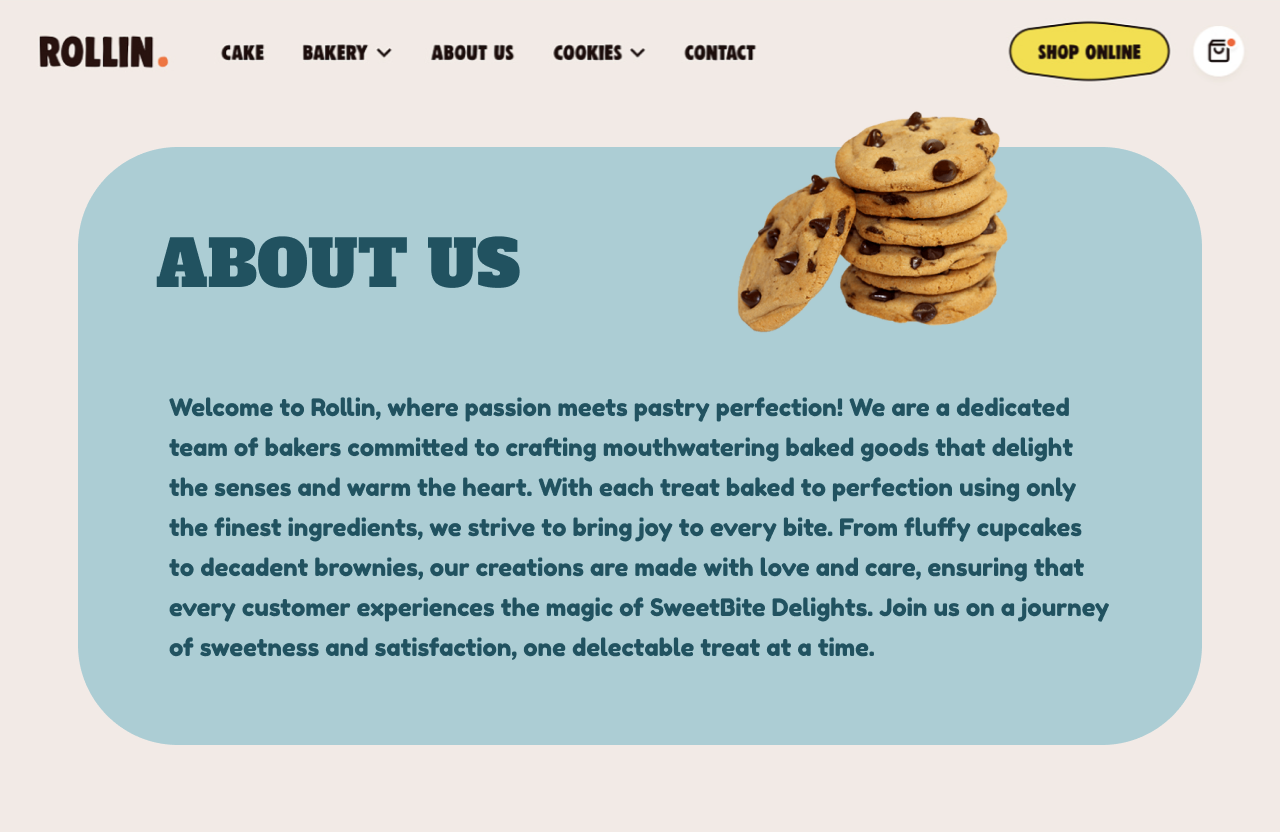 ROLLIN.
CAKE BAKERY ABOUT US COOKIES CONTACT
SHOP ONLINE
ABOUT US
Welcome to Rollin, where passion meets pastry perfection! We are a dedicated
team of bakers committed to crafting mouthwatering baked goods that delight
the senses and warm the heart. With each treat baked to perfection using only
the finest ingredients, we strive to bring joy to every bite. From fluffy cupcakes
to decadent brownies, our creations are made with love and care, ensuring that
every customer experiences the magic of SweetBite Delights. Join us on a journey
of sweetness and satisfaction, one delectable treat at a time.